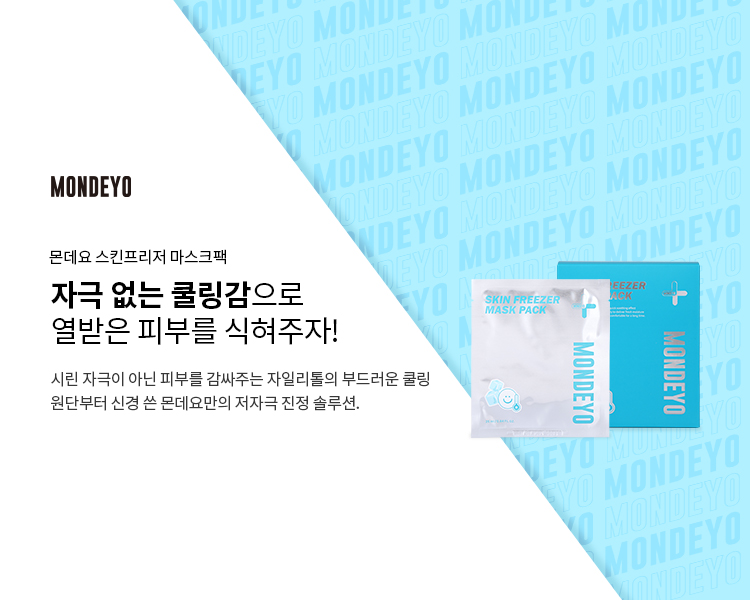 MONDEYO
몬데요 스킨프리저 마스크팩
자극 없는 쿨링감으로
열받은 피부를 식혀주자!
시린 자극이 아닌 피부를 감싸주는 자일리톨의 부드러운 쿨링
원단부터 신경 쓴 몬데요만의 저자극 진정 솔루션.
SKIN FREEZER
MASK PACK
MONDEYO
MONDEYO